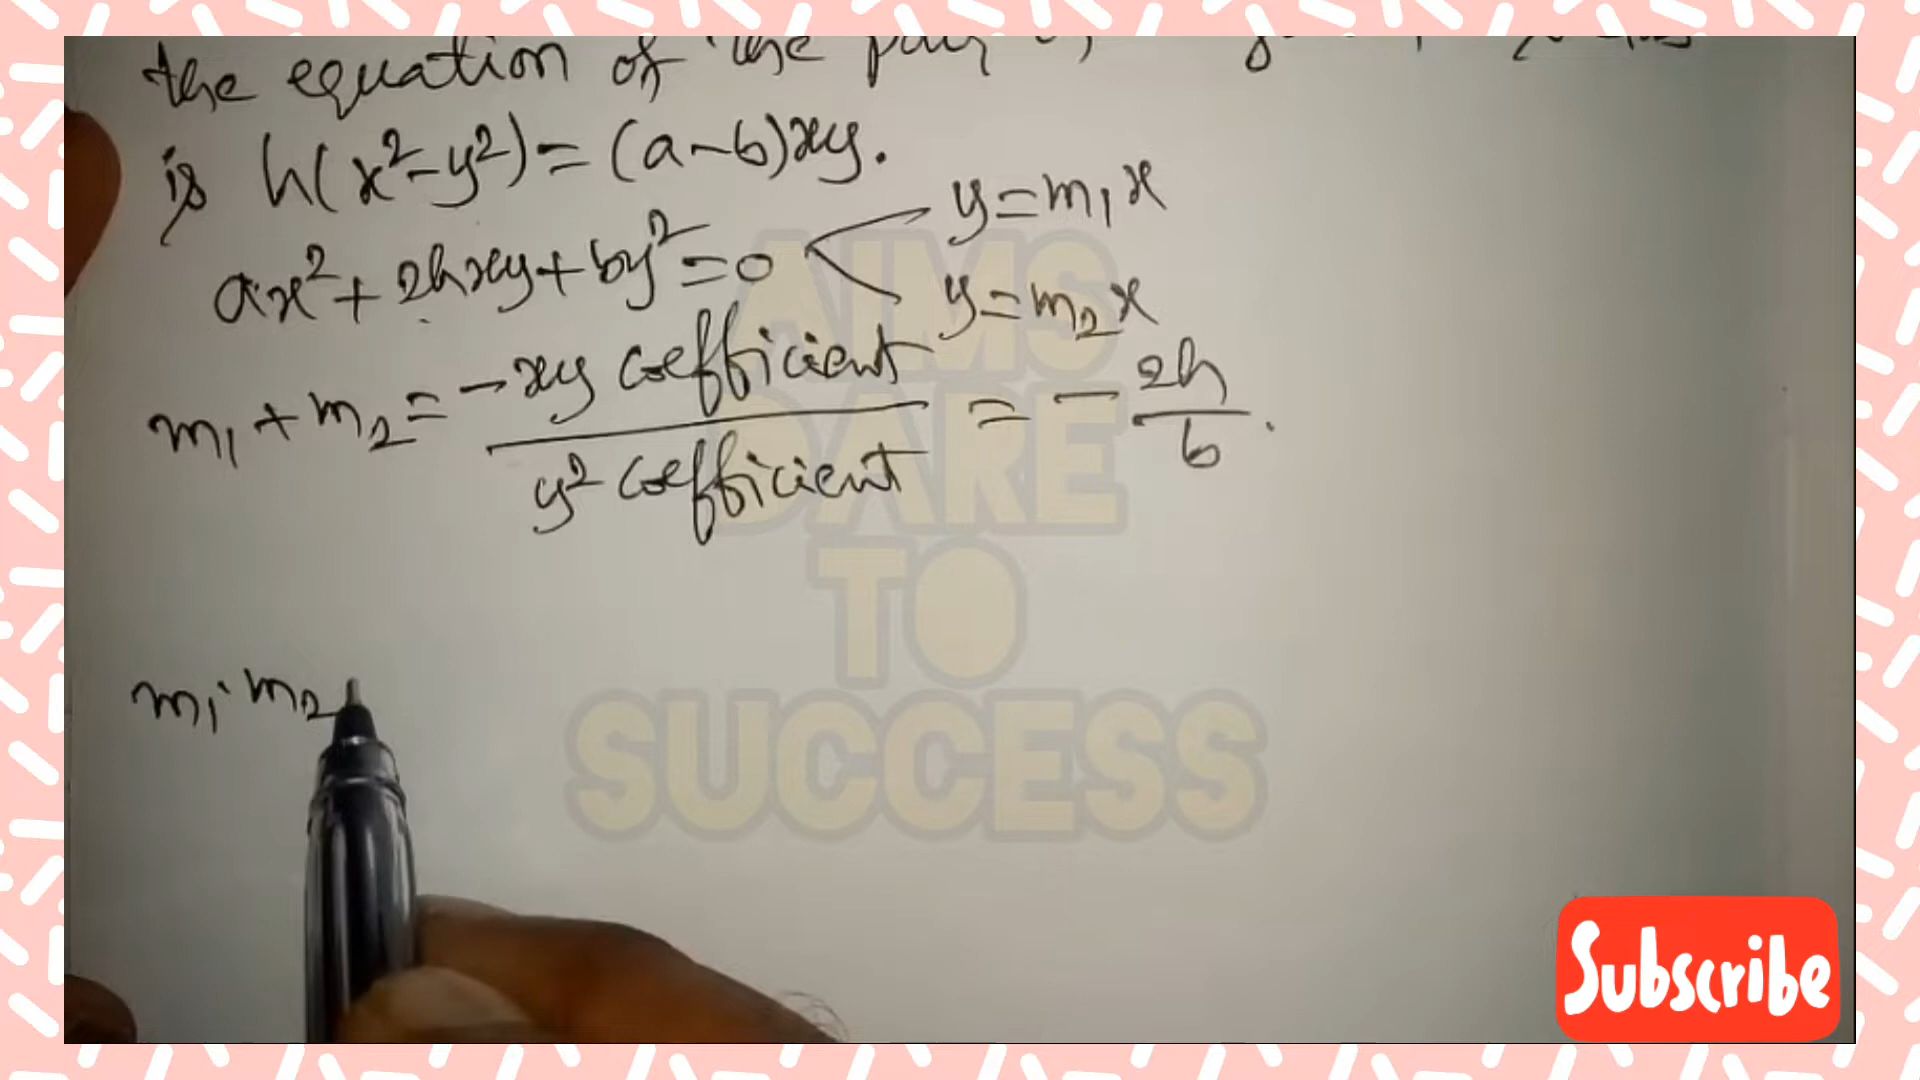 the equation of the
is h(x²-y²)=(a-b)xy.
ax²+2hxy+by²=0
y=m₁x
y=m₂x
m₁+m₂= -xy coefficient / y² coefficient = -2h/b.
m₁·m₂
AIMS
DARE
TO
SUCCESS
Subscribe